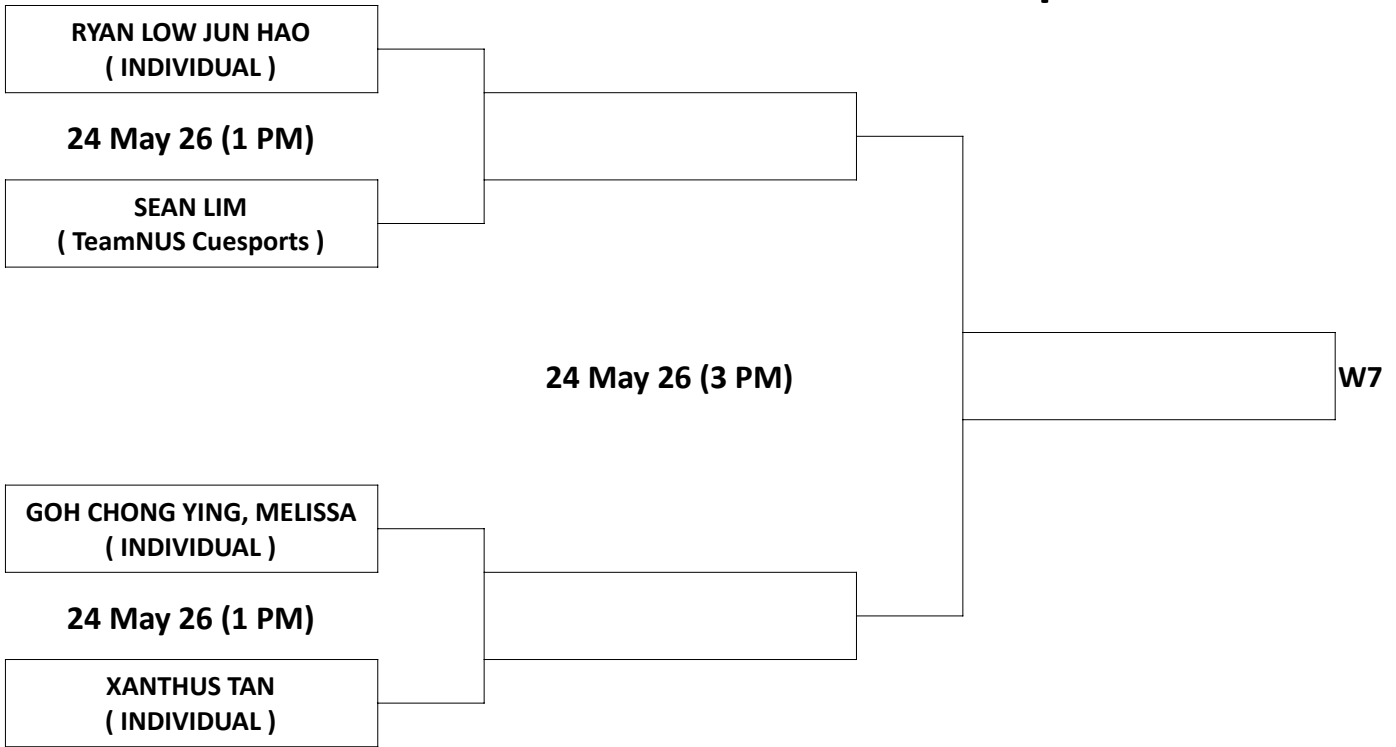 RYAN LOW JUN HAO
( INDIVIDUAL )
24 May 26 (1 PM)
SEAN LIM
( TeamNUS Cuesports )
24 May 26 (3 PM)
W7
GOH CHONG YING, MELISSA
( INDIVIDUAL )
24 May 26 (1 PM)
XANTHUS TAN
( INDIVIDUAL )